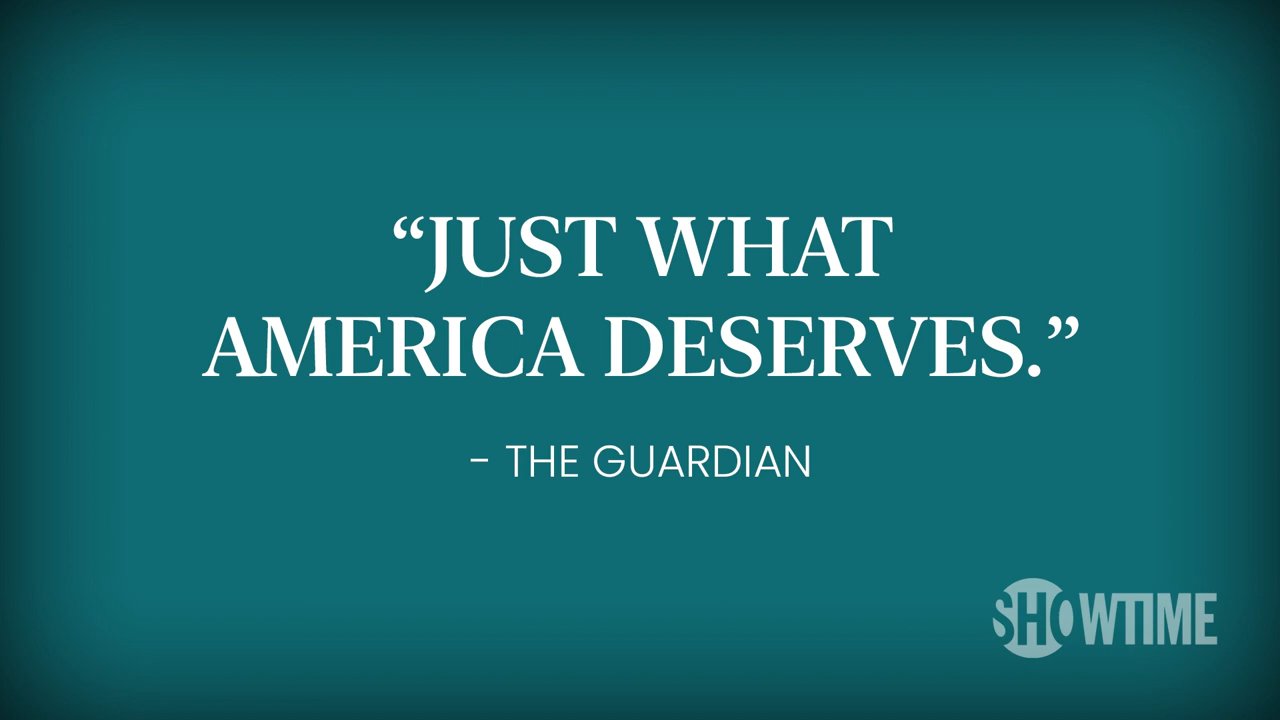 “JUST WHAT
AMERICA DESERVES.”
- THE GUARDIAN
SHOWTIME